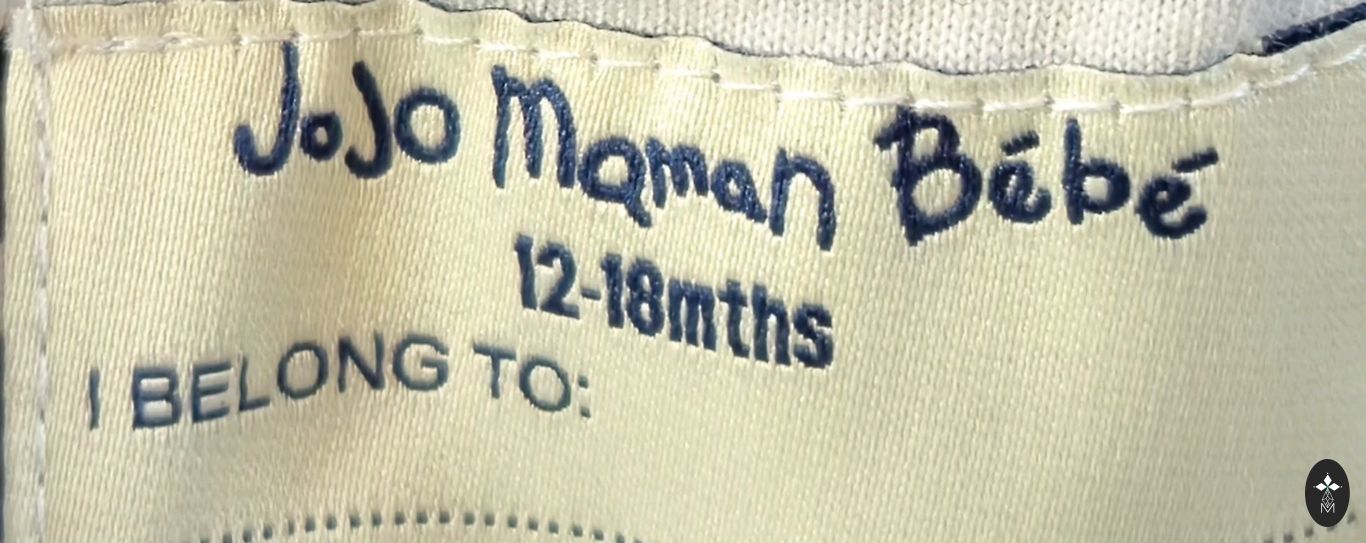 JoJo Maman Bébé
12-18mths
I BELONG TO:
M